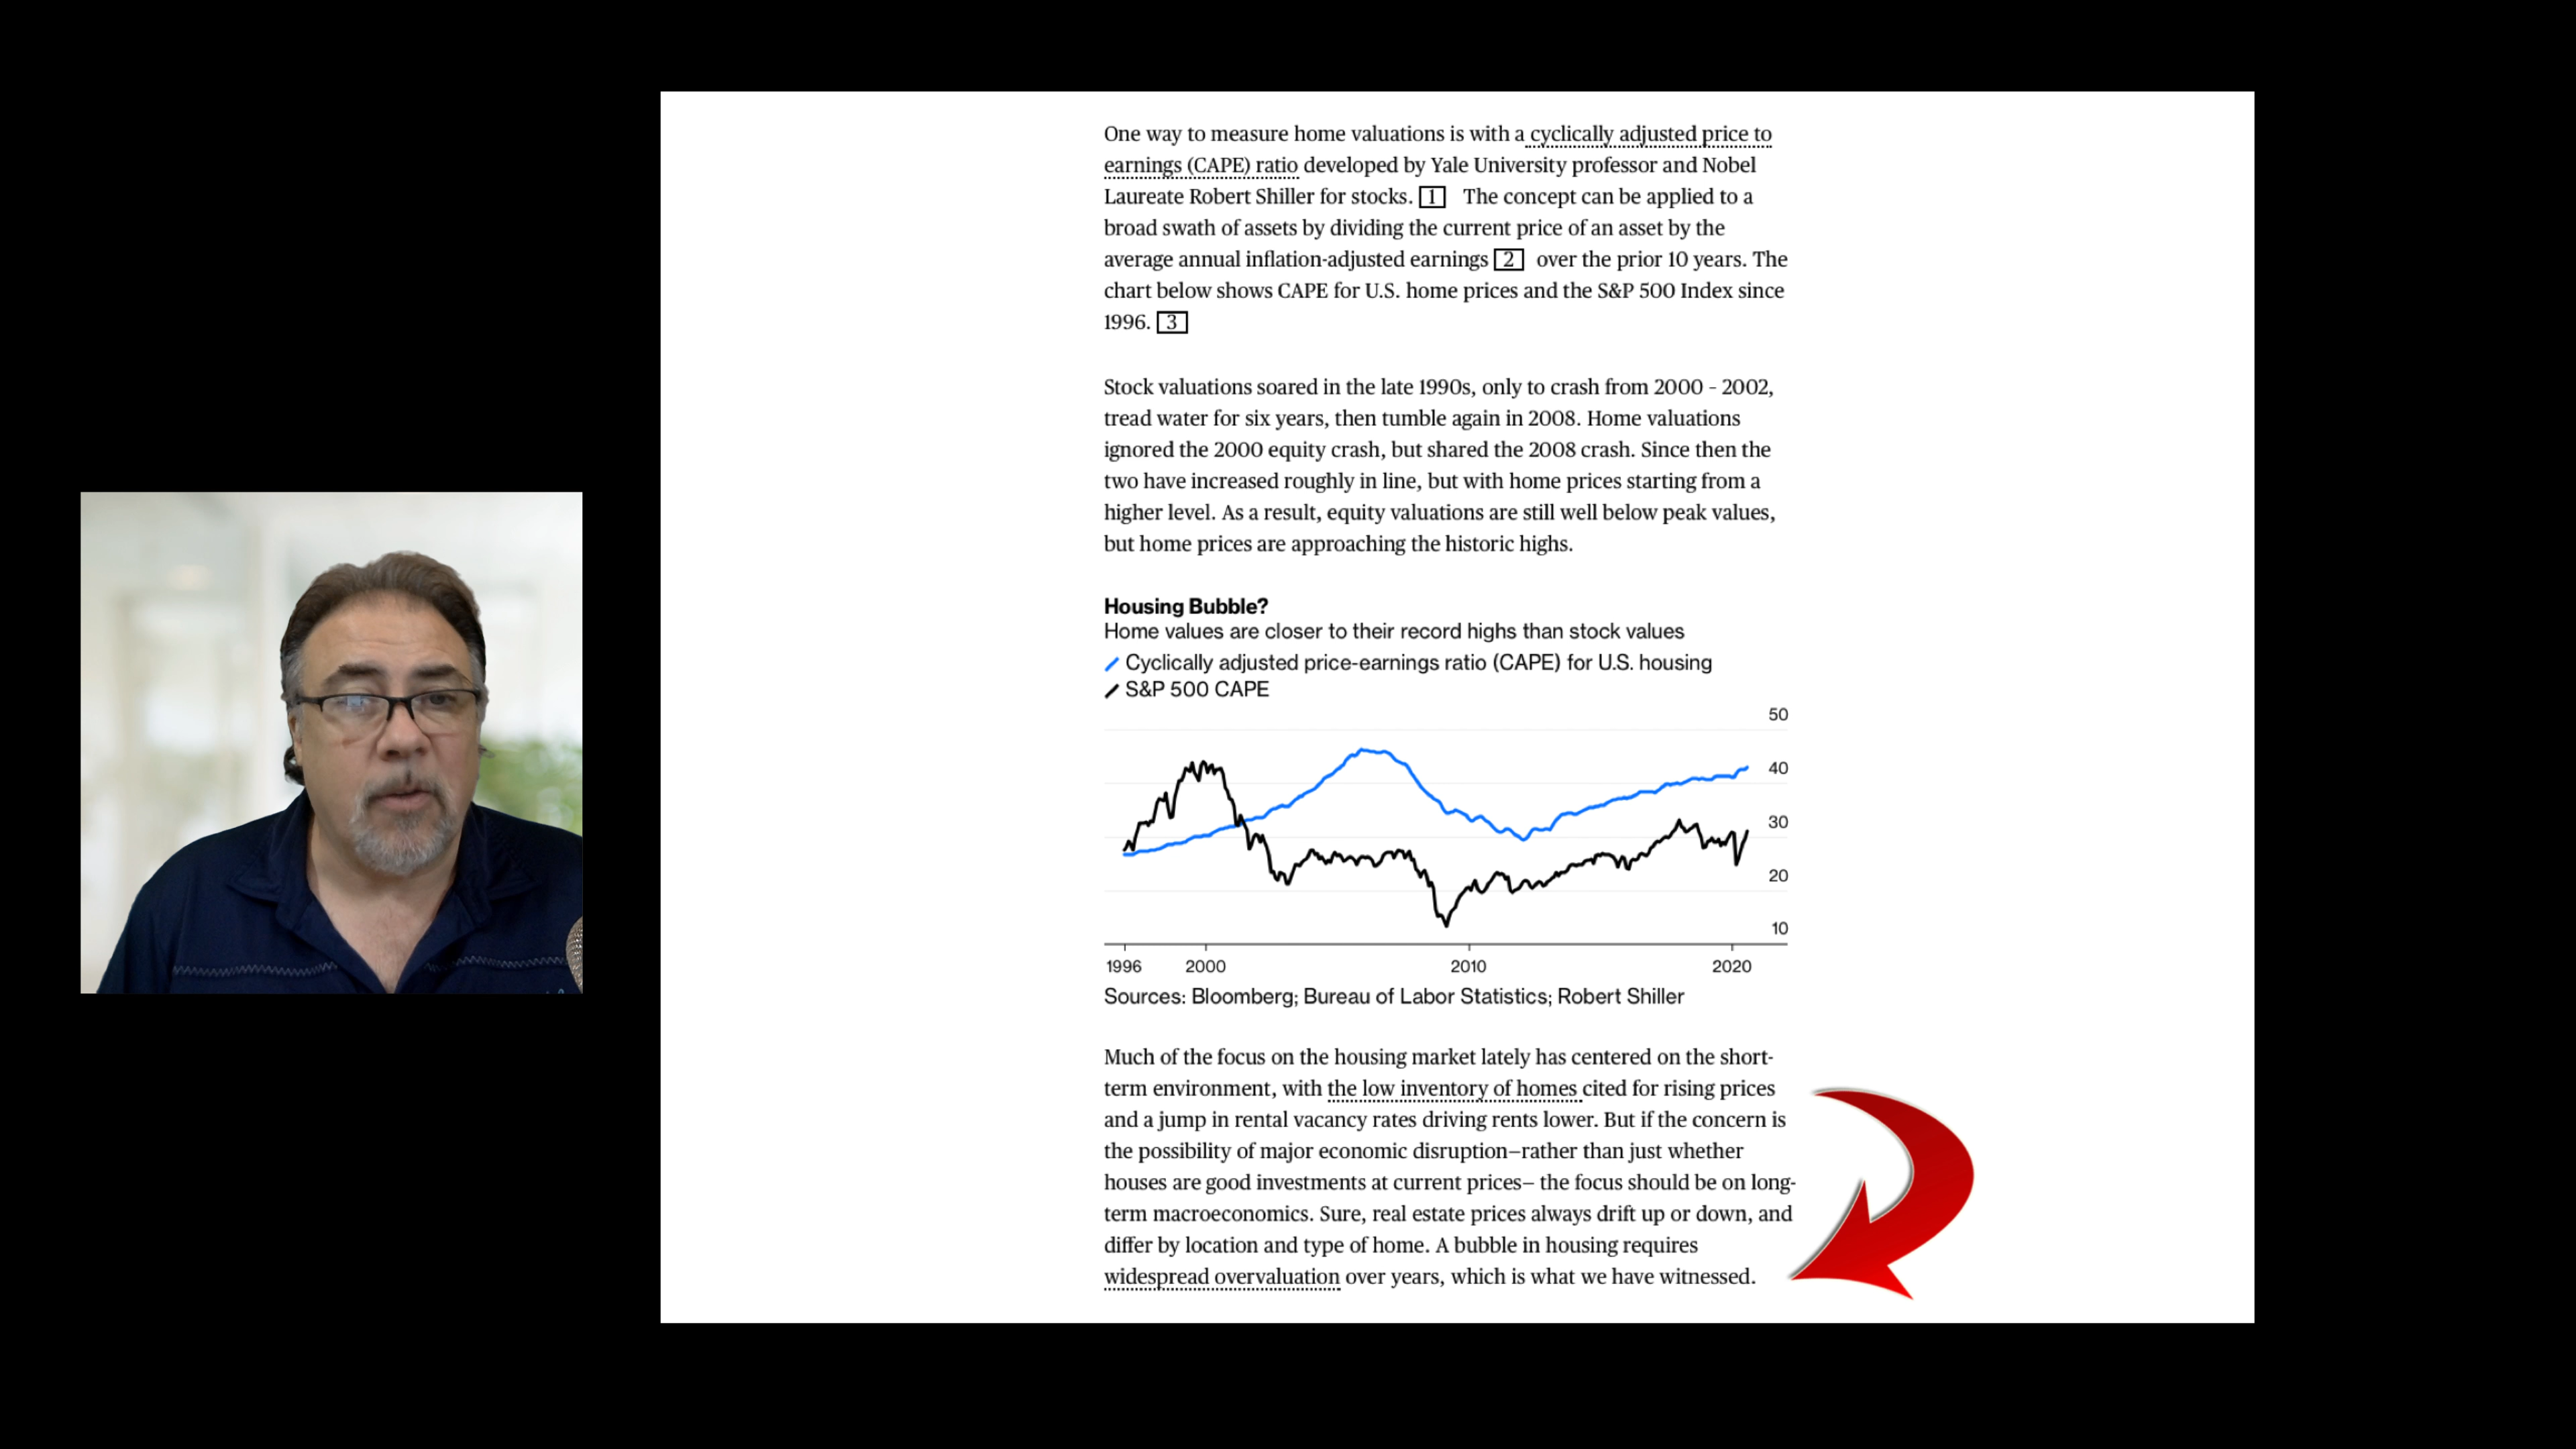 One way to measure home valuations is with a cyclically adjusted price to
earnings (CAPE) ratio developed by Yale University professor and Nobel
Laureate Robert Shiller for stocks. 1 The concept can be applied to a
broad swath of assets by dividing the current price of an asset by the
average annual inflation-adjusted earnings 2 over the prior 10 years. The
chart below shows CAPE for U.S. home prices and the S&P 500 Index since
1996. 3
Stock valuations soared in the late 1990s, only to crash from 2000 - 2002,
tread water for six years, then tumble again in 2008. Home valuations
ignored the 2000 equity crash, but shared the 2008 crash. Since then the
two have increased roughly in line, but with home prices starting from a
higher level. As a result, equity valuations are still well below peak values,
but home prices are approaching the historic highs.
Housing Bubble?
Home values are closer to their record highs than stock values
Cyclically adjusted price-earnings ratio (CAPE) for U.S. housing
S&P 500 CAPE
50
40
30
20
10
1996 2000 2010 2020
Sources: Bloomberg; Bureau of Labor Statistics; Robert Shiller
Much of the focus on the housing market lately has centered on the short-
term environment, with the low inventory of homes cited for rising prices
and a jump in rental vacancy rates driving rents lower. But if the concern is
the possibility of major economic disruption—rather than just whether
houses are good investments at current prices— the focus should be on long-
term macroeconomics. Sure, real estate prices always drift up or down, and
differ by location and type of home. A bubble in housing requires
widespread overvaluation over years, which is what we have witnessed.